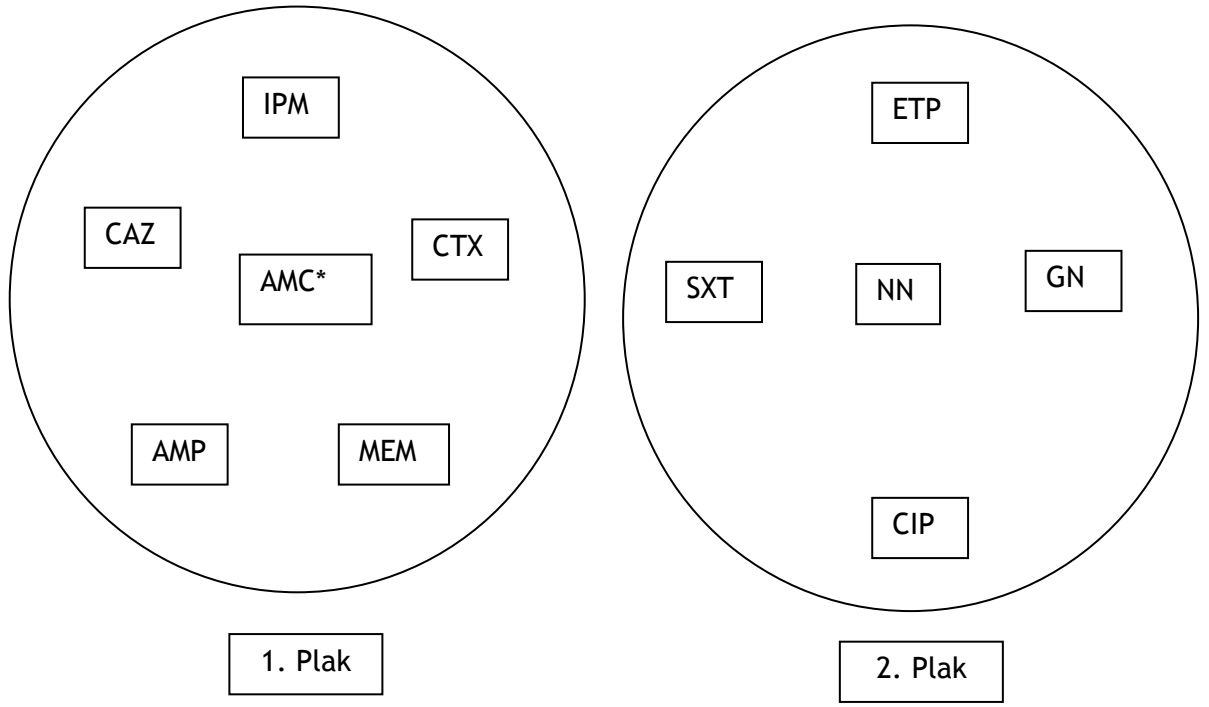 IPM
CAZ
CTX
AMC*
AMP
MEM
1. Plak
ETP
SXT
NN
GN
CIP
2. Plak